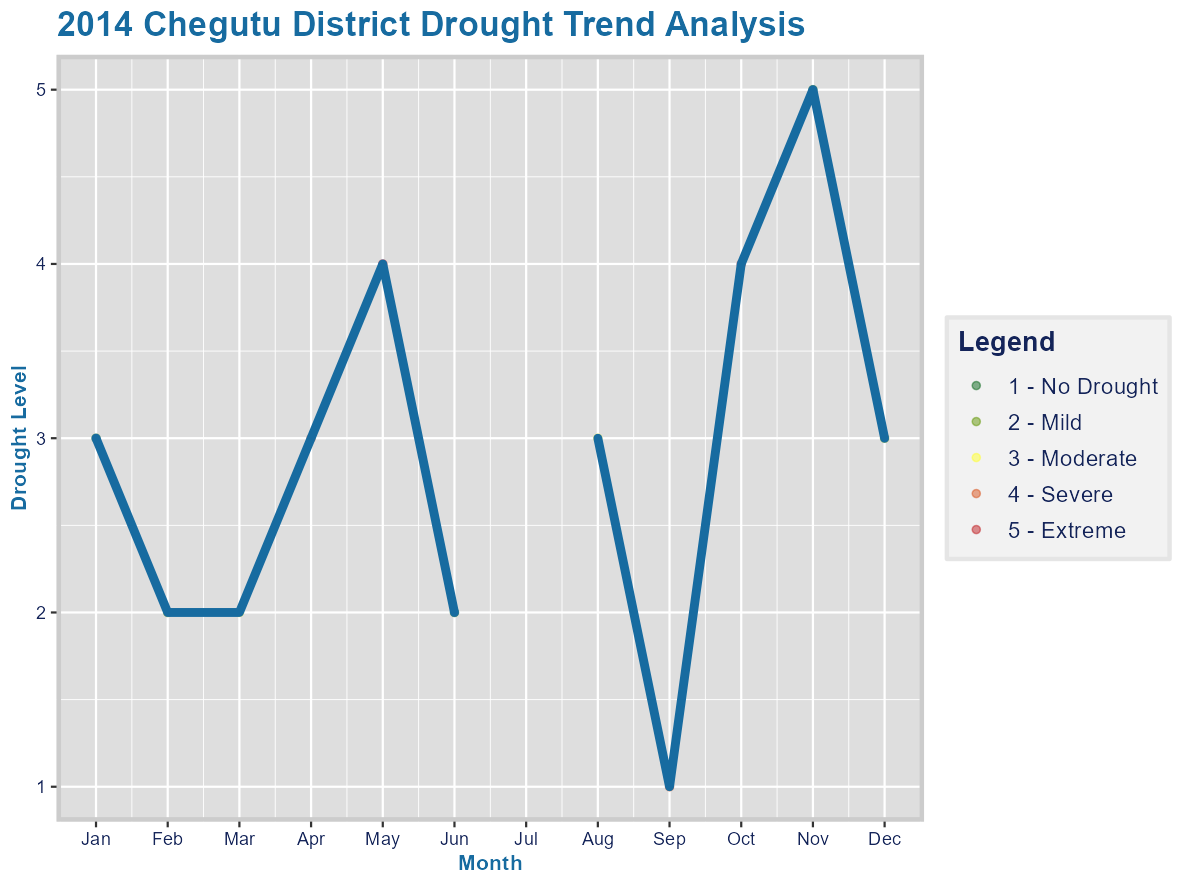 2014 Chegutu District Drought Trend Analysis
Drought Level
5
4
3
2
1
Jan Feb Mar Apr May Jun Jul Aug Sep Oct Nov Dec
Month
Legend
1 - No Drought
2 - Mild
3 - Moderate
4 - Severe
5 - Extreme